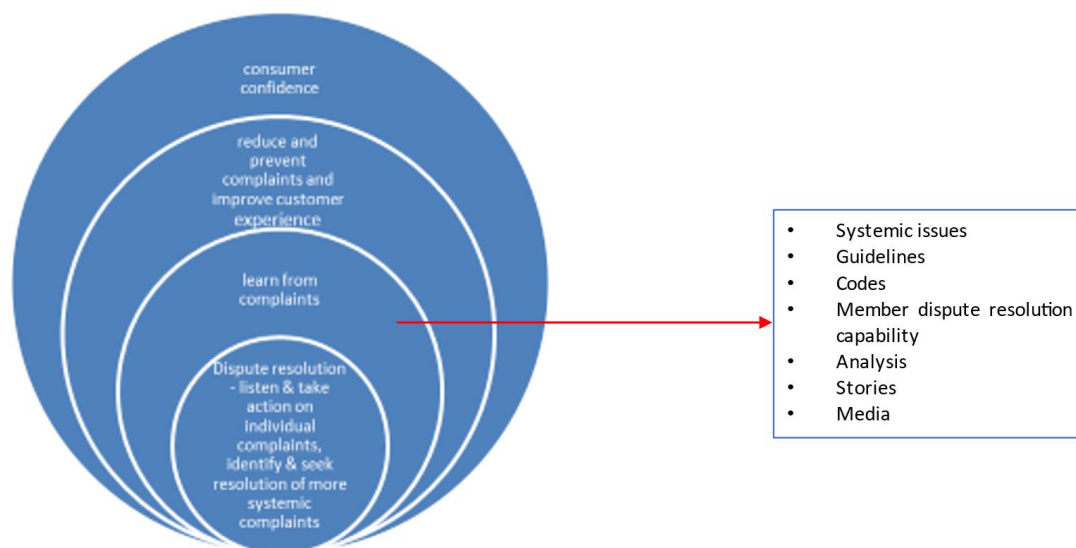 consumer
confidence
reduce and
prevent
complaints and
improve customer
experience
learn from
complaints
Dispute resolution
- listen & take
action on
individual
complaints,
identify & seek
resolution of more
systemic
complaints
• Systemic issues
• Guidelines
• Codes
• Member dispute resolution
capability
• Analysis
• Stories
• Media